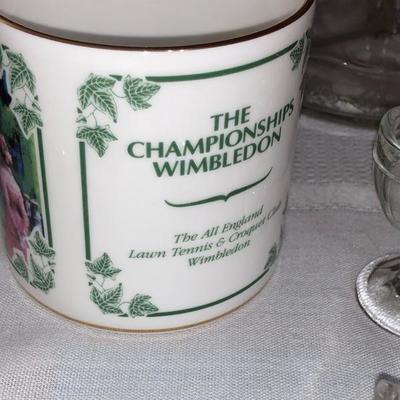 THE
CHAMPIONSHIPS
WIMBLEDON
The All England
Lawn Tennis & Croquet Club
Wimbledon